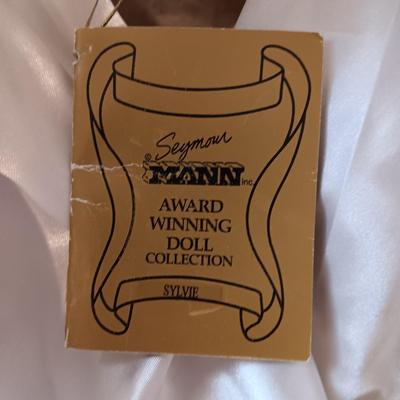 Seymour
® MANN inc.
AWARD
WINNING
DOLL
COLLECTION
SYLVIE